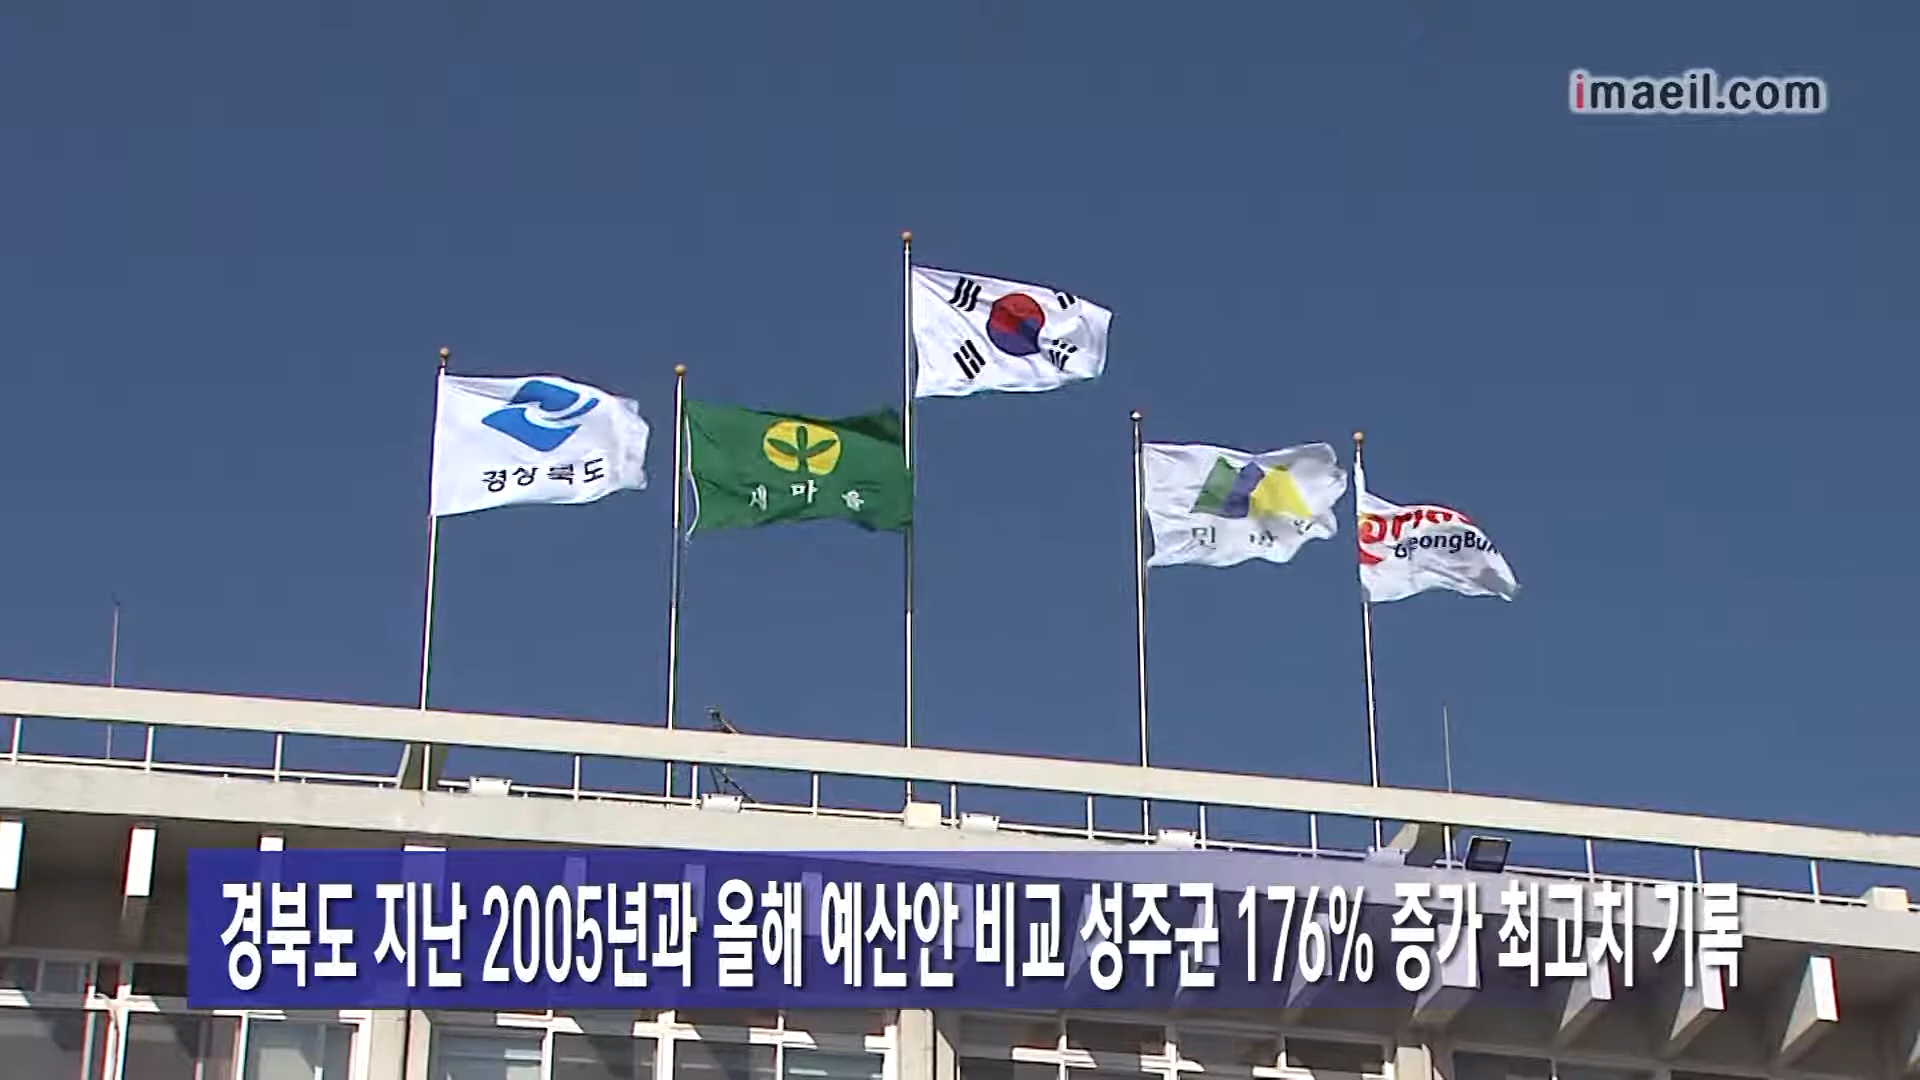 imaeil.com
경상북도
새마을
GyeongBuk
경북도 지난 2005년과 올해 예산안 비교 성주군 176% 증가 최고치 기록